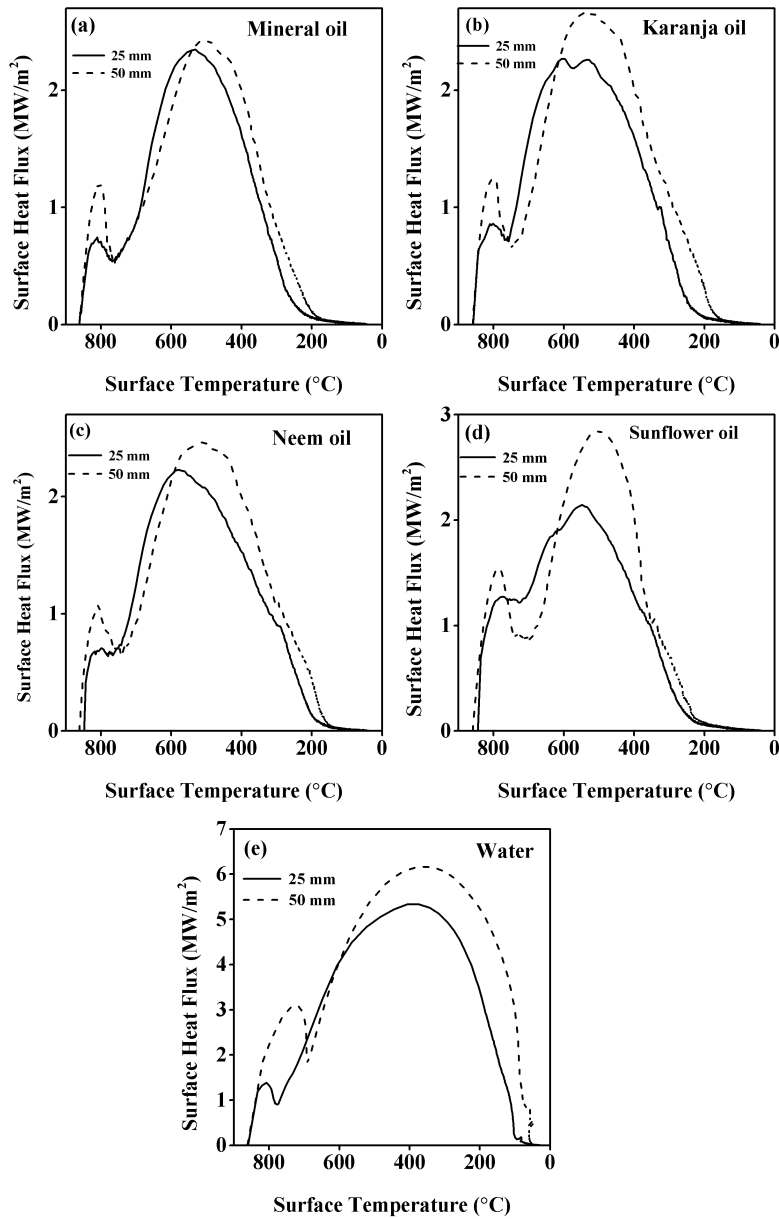 (a)
Mineral oil
25 mm
50 mm
2
1
0
Surface Heat Flux (MW/m²)
800 600 400 200 0
Surface Temperature (°C)
(b)
Karanja oil
25 mm
50 mm
2
1
0
Surface Heat Flux (MW/m²)
800 600 400 200 0
Surface Temperature (°C)
(c)
Neem oil
25 mm
50 mm
2
1
0
Surface Heat Flux (MW/m²)
800 600 400 200 0
Surface Temperature (°C)
(d)
Sunflower oil
25 mm
50 mm
3
2
1
0
Surface Heat Flux (MW/m²)
800 600 400 200 0
Surface Temperature (°C)
(e)
Water
25 mm
50 mm
7
6
5
4
3
2
1
0
Surface Heat Flux (MW/m²)
800 600 400 200 0
Surface Temperature (°C)